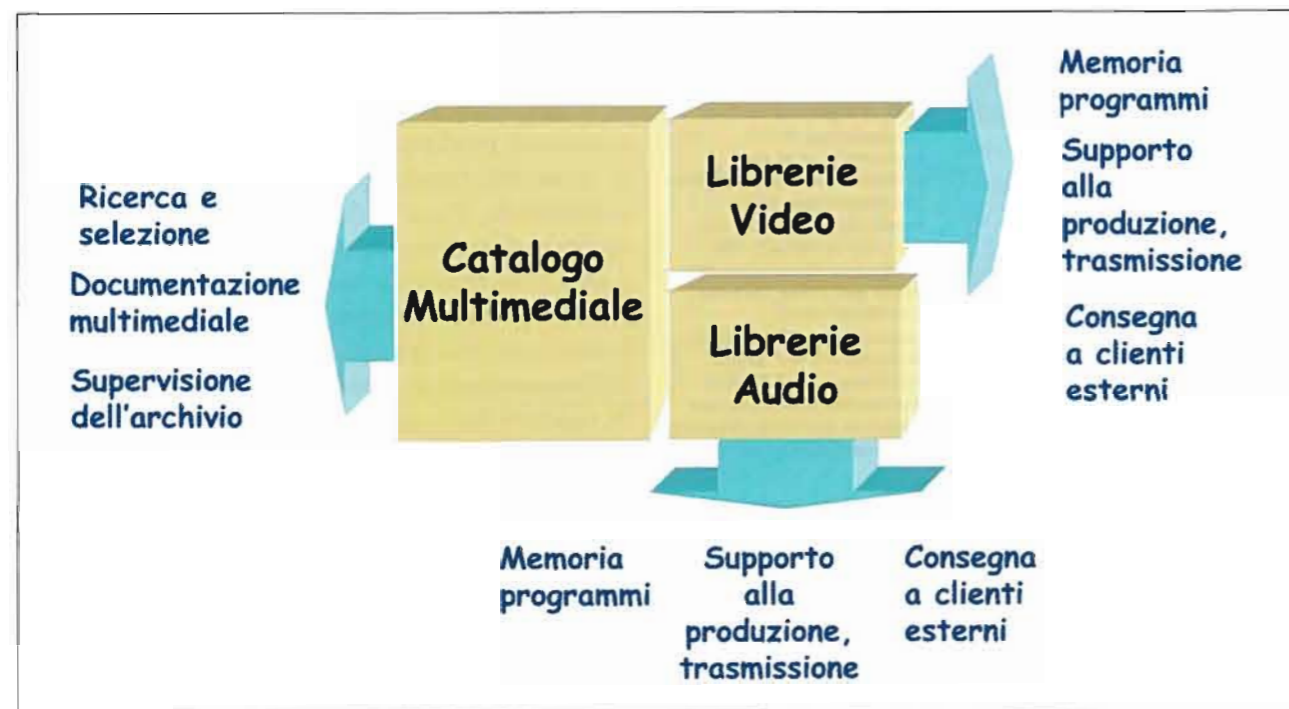 Ricerca e
selezione
Documentazione
multimediale
Supervisione
dell'archivio
Catalogo
Multimediale
Librerie
Video
Librerie
Audio
Memoria
programmi
Supporto
alla
produzione,
trasmissione
Consegna
a clienti
esterni
Memoria
programmi
Supporto
alla
produzione,
trasmissione
Consegna
a clienti
esterni